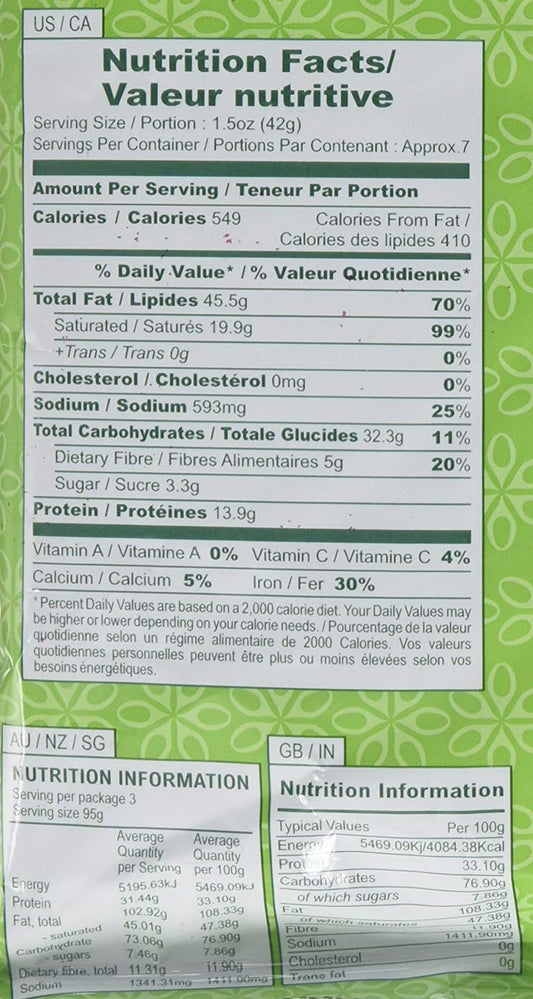 US / CA
Nutrition Facts/
Valeur nutritive
Serving Size / Portion : 1.5oz (42g)
Servings Per Container / Portions Par Contenant : Approx.7
Amount Per Serving / Teneur Par Portion
Calories / Calories 549 Calories From Fat /
Calories des lipides 410
% Daily Value* / % Valeur Quotidienne*
Total Fat / Lipides 45.5g 70%
Saturated / Saturés 19.9g 99%
+Trans / Trans 0g 0%
Cholesterol / Cholestérol 0mg 0%
Sodium / Sodium 593mg 25%
Total Carbohydrates / Totale Glucides 32.3g 11%
Dietary Fibre / Fibres Alimentaires 5g 20%
Sugar / Sucre 3.3g
Protein / Protéines 13.9g
Vitamin A / Vitamine A 0% Vitamin C / Vitamine C 4%
Calcium / Calcium 5% Iron / Fer 30%
*Percent Daily Values are based on a 2,000 calorie diet. Your Daily Values may
be higher or lower depending on your calorie needs. / Pourcentage de la valeur
quotidienne selon un régime alimentaire de 2000 Calories. Vos valeurs
quotidiennes personnelles peuvent être plus ou moins élevées selon vos
besoins énergétiques.
AU / NZ / SG
NUTRITION INFORMATION
Serving per package 3
Serving size 95g
Average Average
Quantity Quantity
per Serving per 100g
Energy 5195.63kJ 5469.09kJ
Protein 31.44g 33.10g
Fat, total 102.92g 108.33g
- saturated 45.01g 47.38g
Carbohydrate 73.06g 76.90g
- sugars 7.46g 7.86g
Dietary fibre, total 11.31g 11.90g
Sodium 1341.31mg 1411.90mg
GB / IN
Nutrition Information
Typical Values Per 100g
Energy 5469.09Kj/4084.38Kcal
Protein 33.10g
Carbohydrates 76.90g
of which sugars 7.86g
Fat 108.33g
of which saturates 47.38g
Fibre 11.90g
Sodium 1411.90mg
Cholesterol 0g
Trans fat 0g